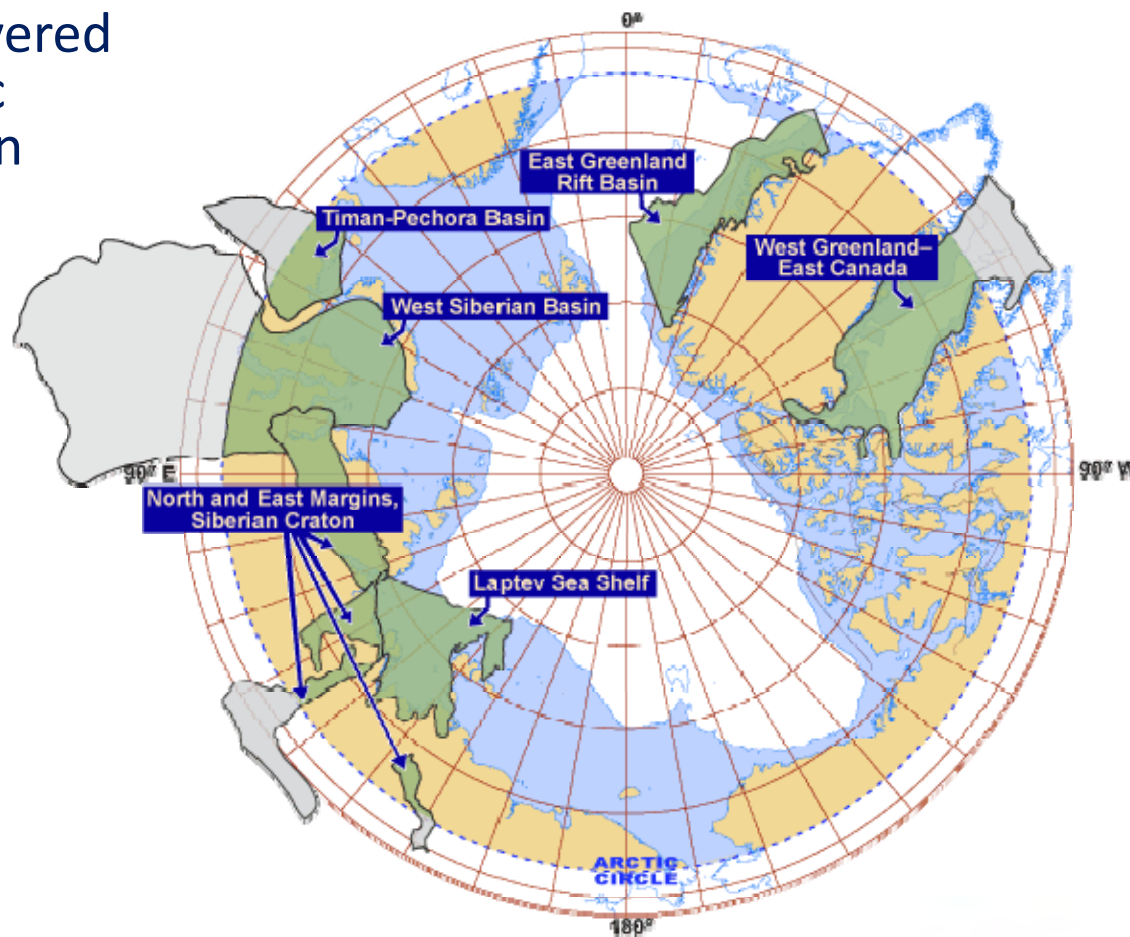 vered
c
n
0°
East Greenland
Rift Basin
Timan-Pechora Basin
West Greenland–
East Canada
West Siberian Basin
90° E
90° W
North and East Margins,
Siberian Craton
Laptev Sea Shelf
ARCTIC
CIRCLE
180°